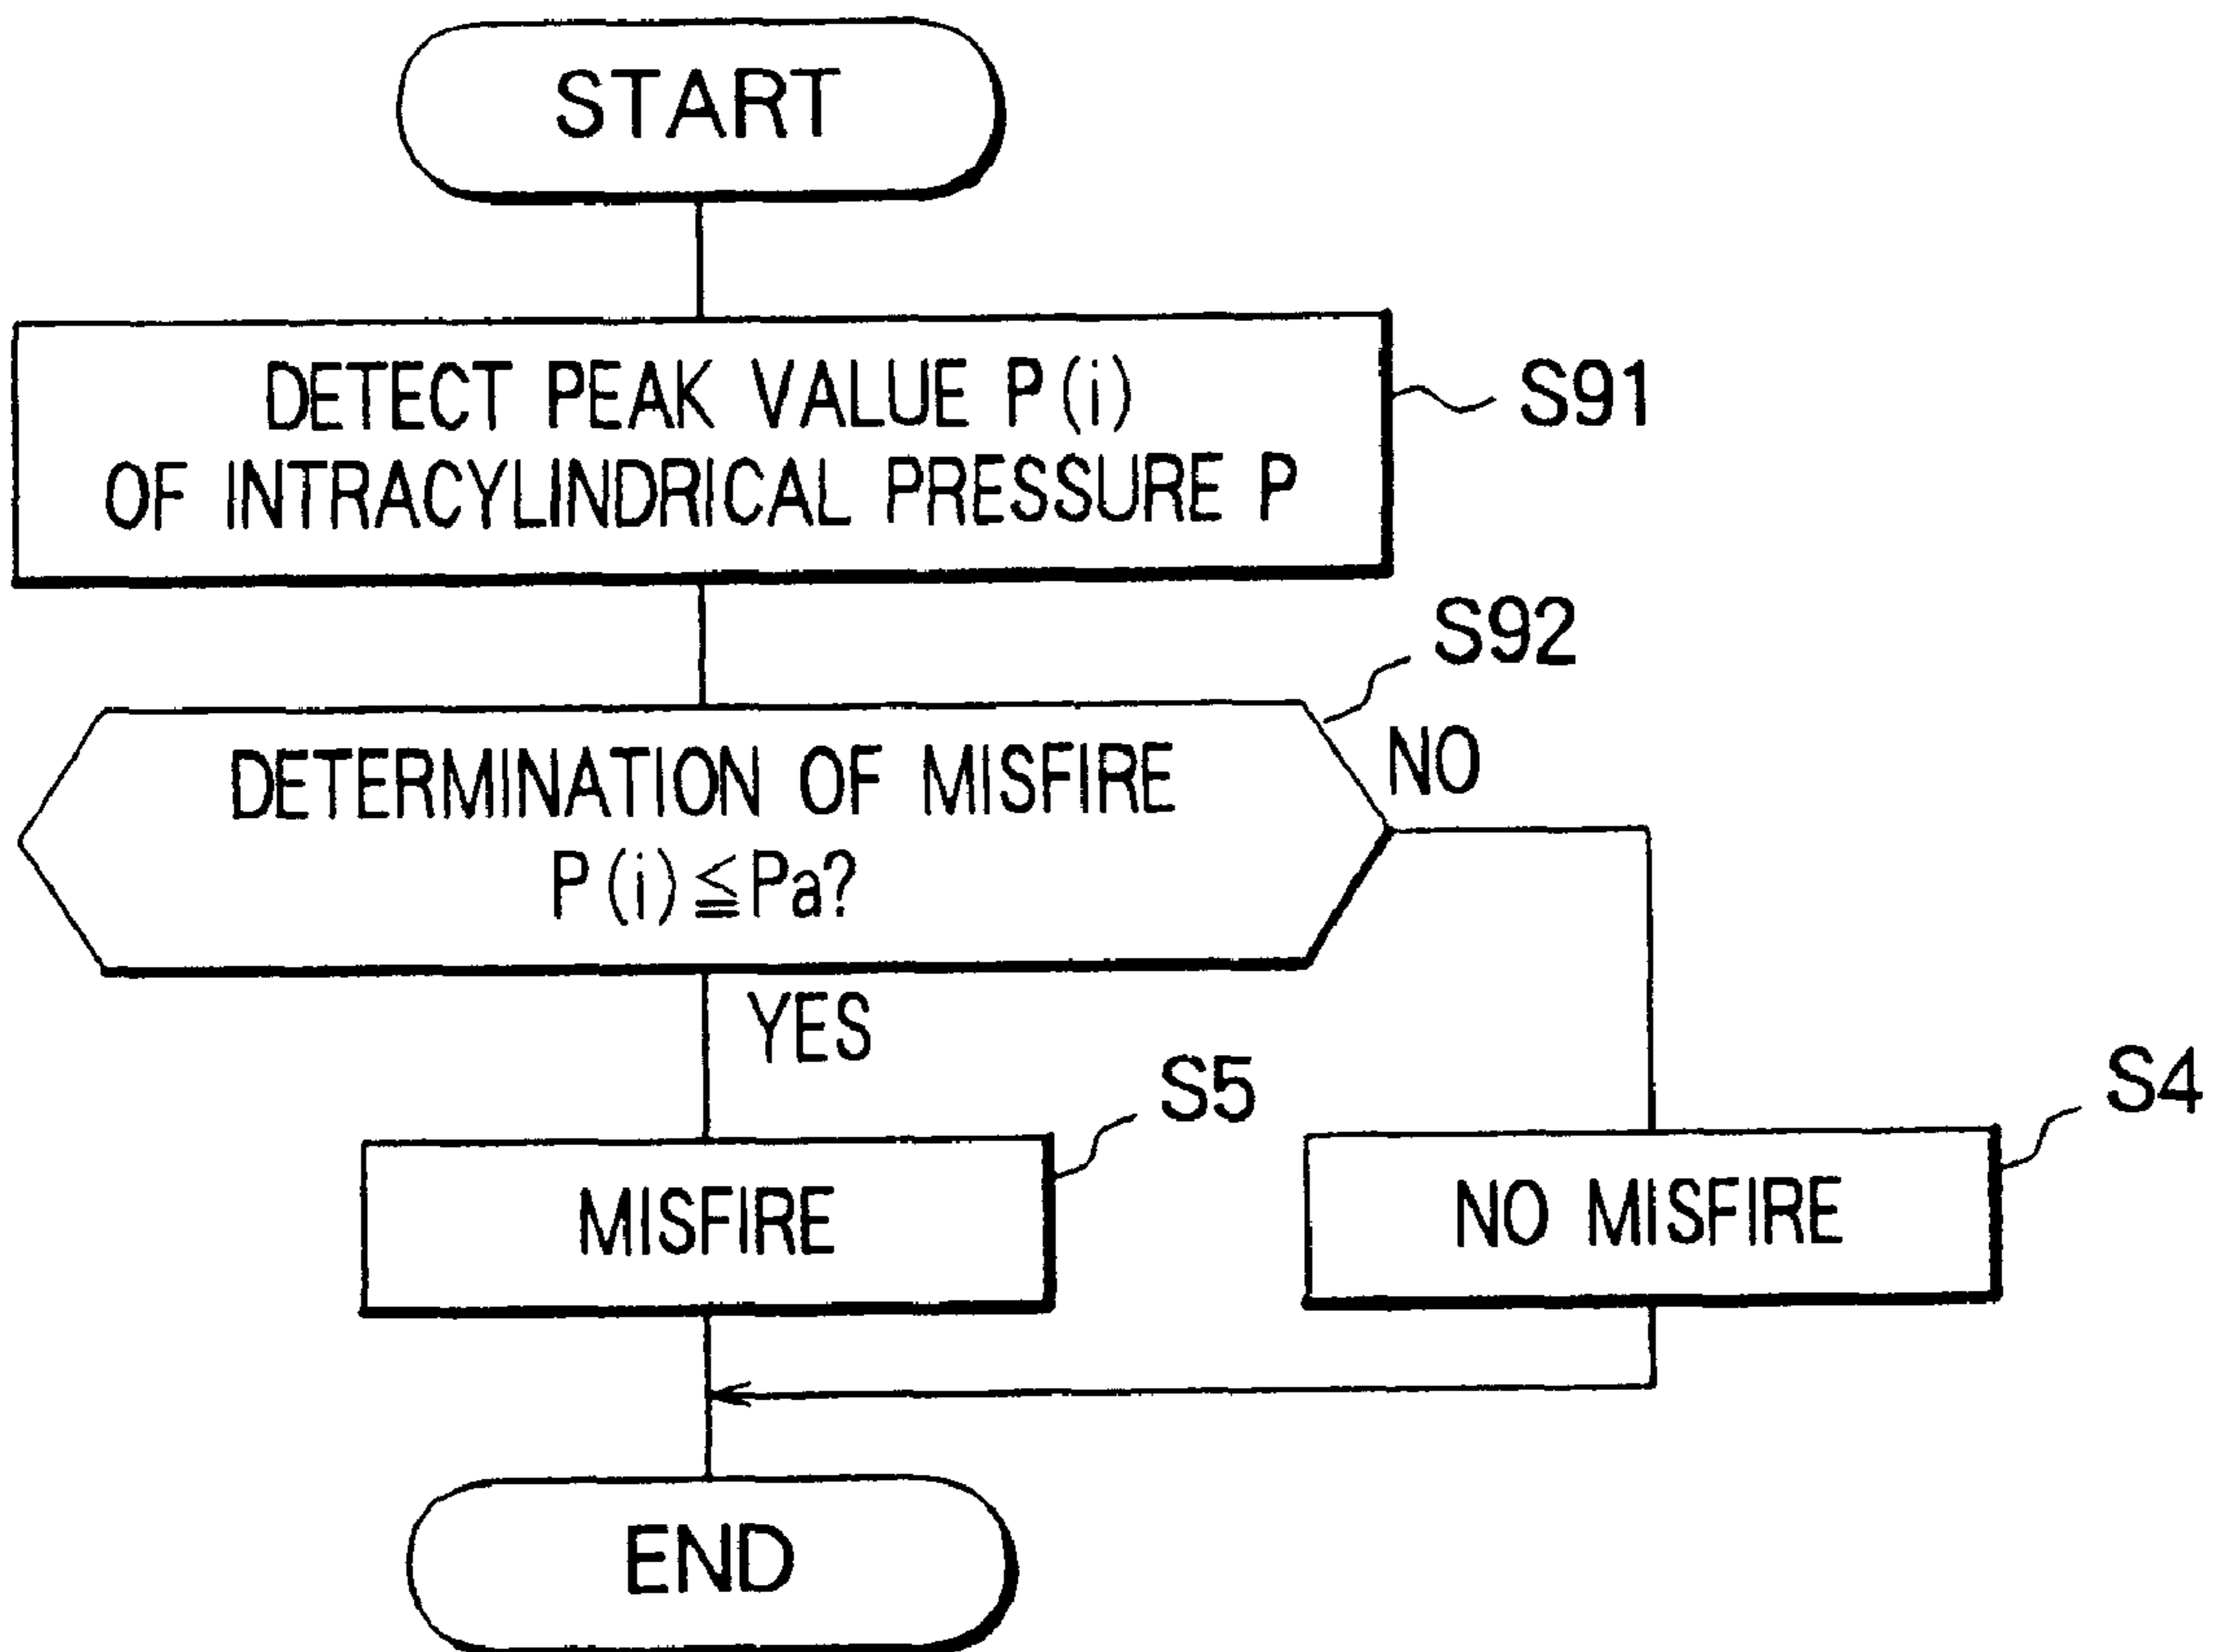 START
DETECT PEAK VALUE P(i)
OF INTRACYLINDRICAL PRESSURE P
S91
S92
DETERMINATION OF MISFIRE
P(i)≦Pa?
NO
YES
S5
MISFIRE
S4
NO MISFIRE
END